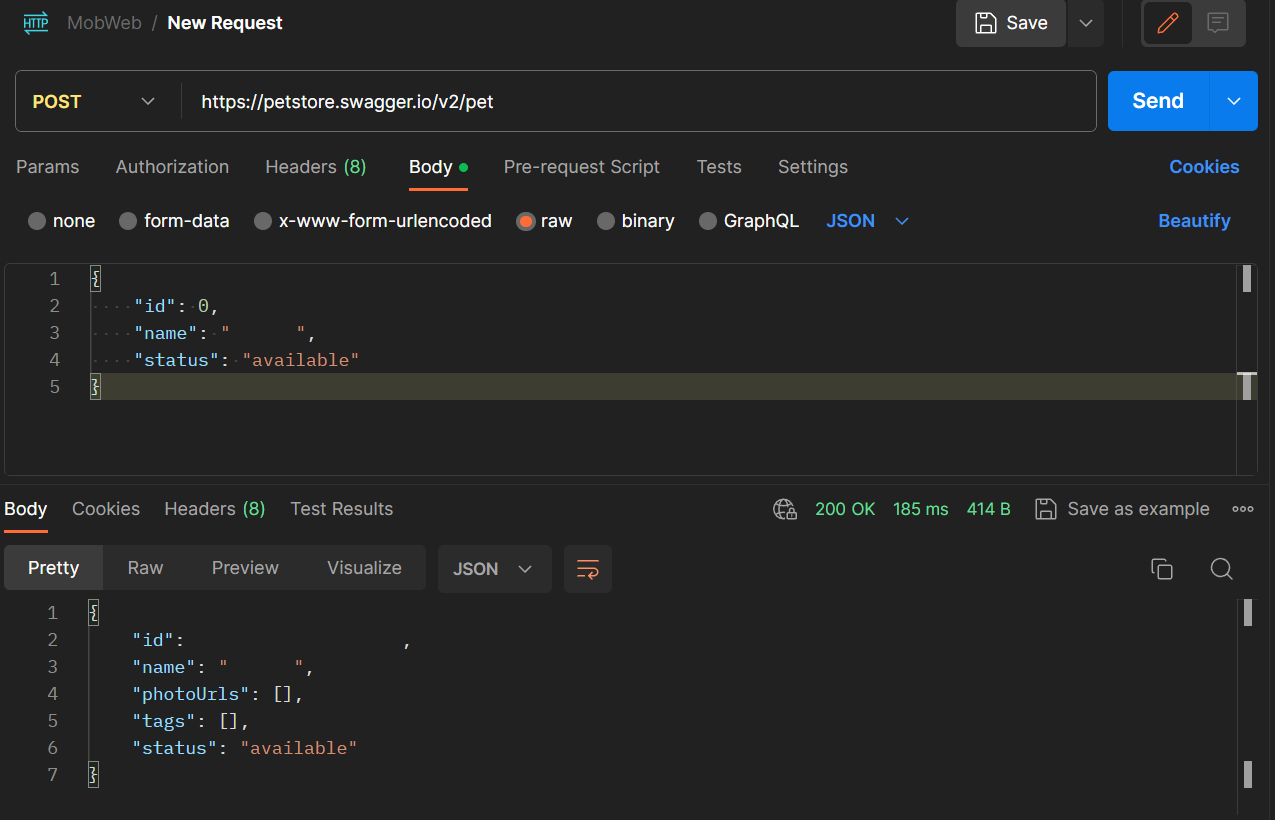 HTTP MobWeb / New Request Save
POST https://petstore.swagger.io/v2/pet Send
Params Authorization Headers (8) Body Pre-request Script Tests Settings Cookies
none form-data x-www-form-urlencoded raw binary GraphQL JSON Beautify
1 {
2 "id": 0,
3 "name": " ",
4 "status": "available"
5 }
Body Cookies Headers (8) Test Results 200 OK 185 ms 414 B Save as example
Pretty Raw Preview Visualize JSON
1 {
2 "id": ,
3 "name": " ",
4 "photoUrls": [],
5 "tags": [],
6 "status": "available"
7 }